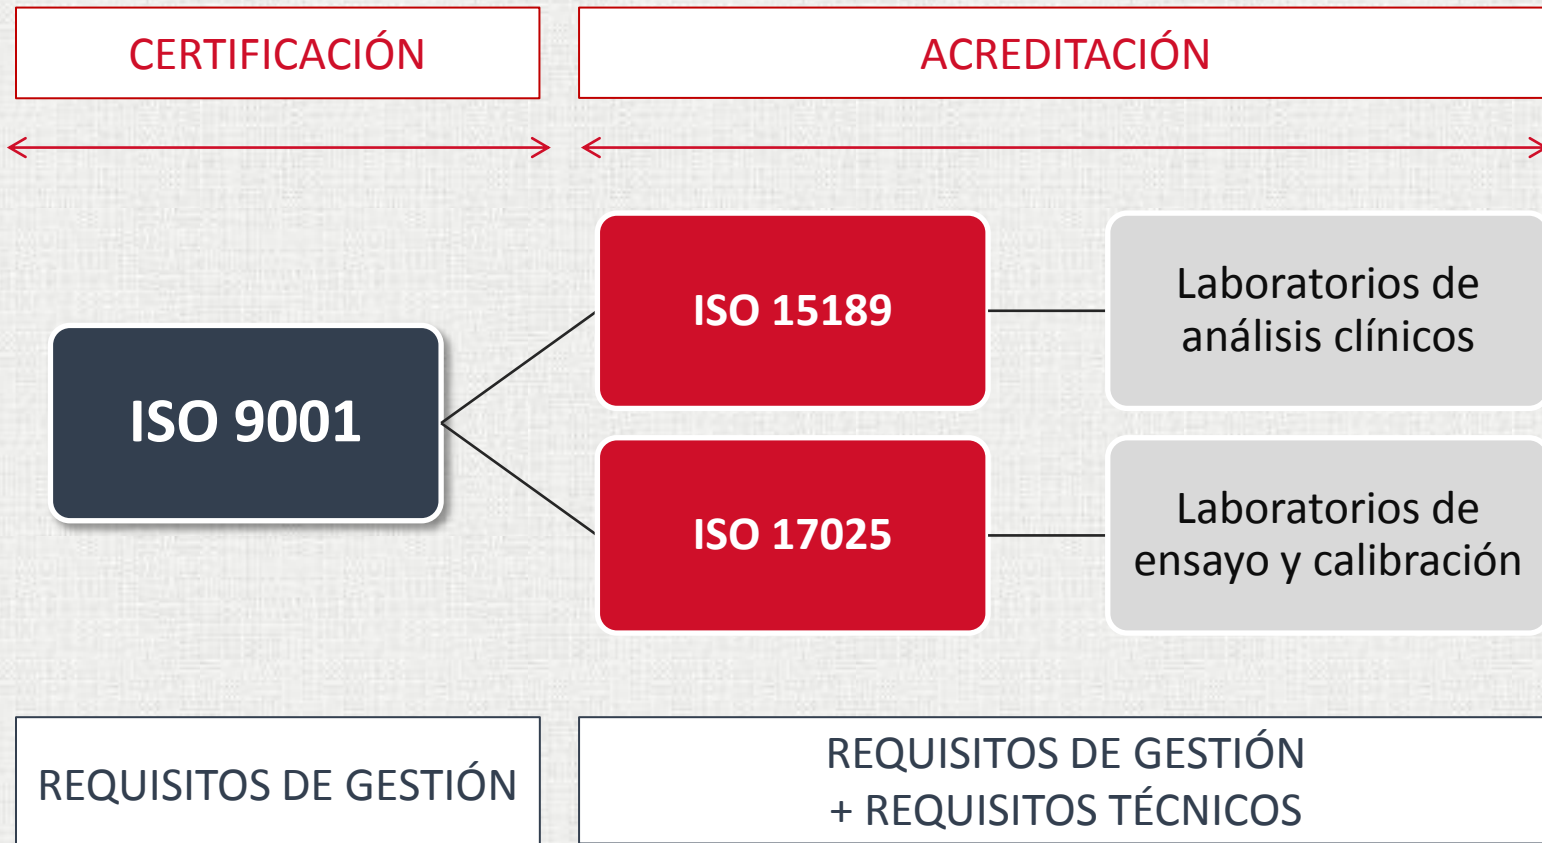 CERTIFICACIÓN
ACREDITACIÓN
ISO 9001
ISO 15189
Laboratorios de
análisis clínicos
ISO 17025
Laboratorios de
ensayo y calibración
REQUISITOS DE GESTIÓN
REQUISITOS DE GESTIÓN
+ REQUISITOS TÉCNICOS